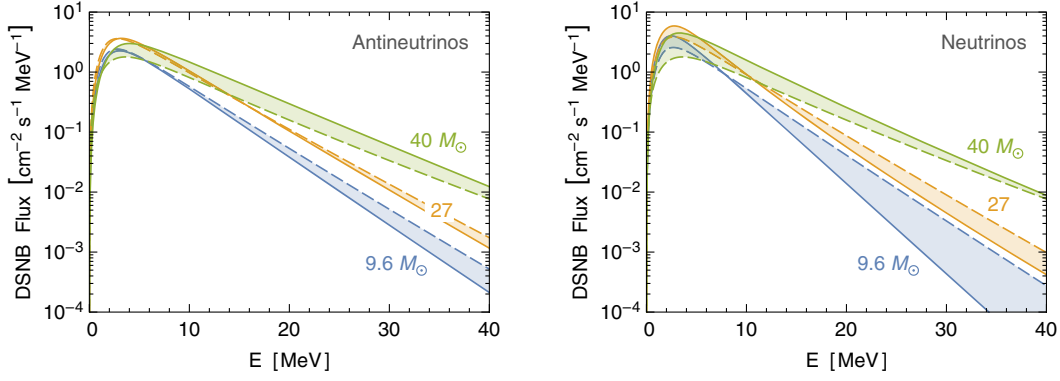 Antineutrinos
DSNB Flux [cm⁻² s⁻¹ MeV⁻¹]
10¹
10⁰
10⁻¹
10⁻²
10⁻³
10⁻⁴
40 M⊙
27
9.6 M⊙
0 10 20 30 40
E [MeV]
Neutrinos
DSNB Flux [cm⁻² s⁻¹ MeV⁻¹]
10¹
10⁰
10⁻¹
10⁻²
10⁻³
10⁻⁴
40 M⊙
27
9.6 M⊙
0 10 20 30 40
E [MeV]